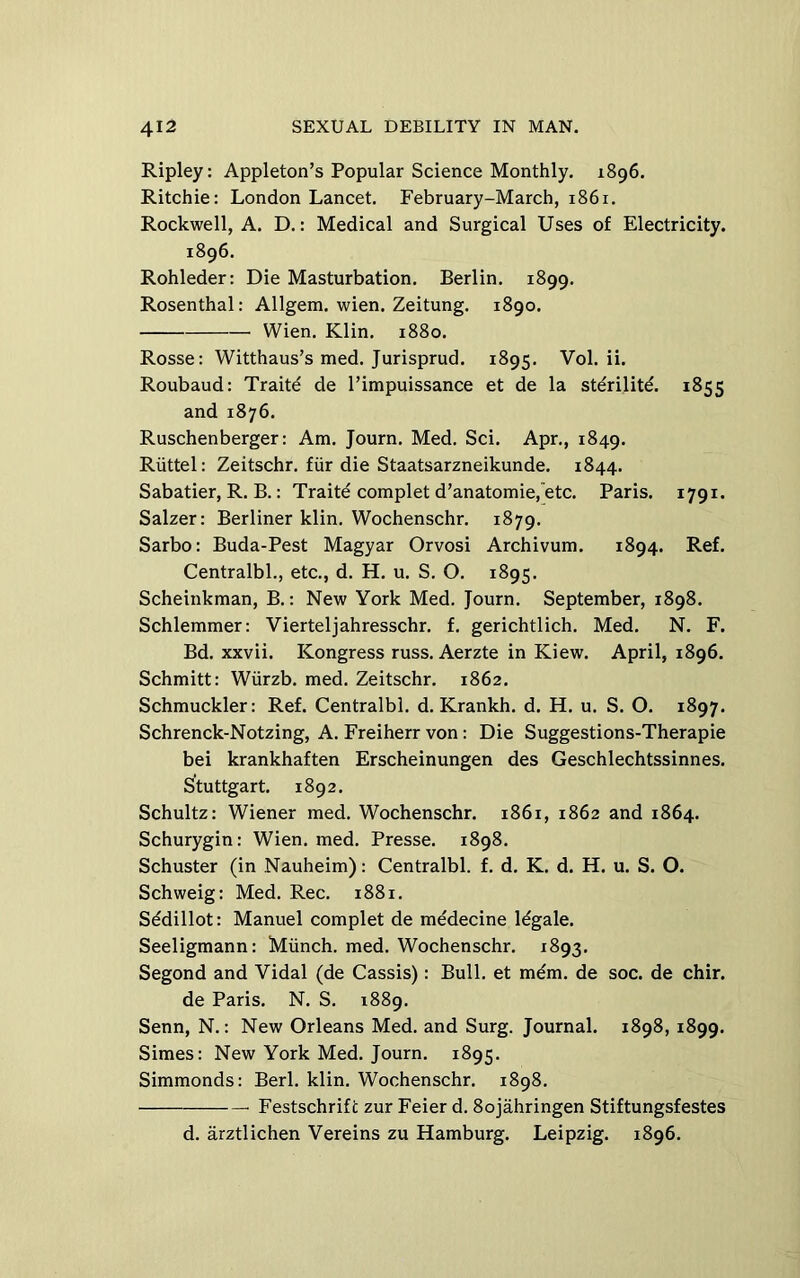 412 SEXUAL DEBILITY IN MAN.
Ripley: Appleton’s Popular Science Monthly. 1896.
Ritchie: London Lancet. February-March, 1861.
Rockwell, A. D.: Medical and Surgical Uses of Electricity.
1896.
Rohleder: Die Masturbation. Berlin. 1899.
Rosenthal: Allgem. wien. Zeitung. 1890.
———— Wien. Klin. 1880.
Rosse: Witthaus’s med. Jurisprud. 1895. Vol. ii.
Roubaud: Traité de l’impuissance et de la stérilité. 1855
and 1876.
Ruschenberger: Am. Journ. Med. Sci. Apr., 1849.
Rüttel: Zeitschr. für die Staatsarzneikunde. 1844.
Sabatier, R. B.: Traité complet d’anatomie, etc. Paris. 1791.
Salzer: Berliner klin. Wochenschr. 1879.
Sarbo: Buda-Pest Magyar Orvosi Archivum. 1894. Ref.
Centralbl., etc., d. H. u. S. O. 1895.
Scheinkman, B.: New York Med. Journ. September, 1898.
Schlemmer: Vierteljahresschr. f. gerichtlich. Med. N. F.
Bd. xxvii. Kongress russ. Aerzte in Kiew. April, 1896.
Schmitt: Würzb. med. Zeitschr. 1862.
Schmuckler: Ref. Centralbl. d. Krankh. d. H. u. S. O. 1897.
Schrenck-Notzing, A. Freiherr von: Die Suggestions-Therapie
bei krankhaften Erscheinungen des Geschlechtssinnes.
Stuttgart. 1892.
Schultz: Wiener med. Wochenschr. 1861, 1862 and 1864.
Schurygin: Wien. med. Presse. 1898.
Schuster (in Nauheim): Centralbl. f. d. K. d. H. u. S. O.
Schweig: Med. Rec. 1881.
Sédillot: Manuel complet de médecine légale.
Seeligmann: Münch. med. Wochenschr. 1893.
Segond and Vidal (de Cassis): Bull. et mém. de soc. de chir.
de Paris. N. S. 1889.
Senn, N.: New Orleans Med. and Surg. Journal. 1898, 1899.
Simes: New York Med. Journ. 1895.
Simmonds: Berl. klin. Wochenschr. 1898.
———— Festschrift zur Feier d. 80jähringen Stiftungsfestes
d. ärztlichen Vereins zu Hamburg. Leipzig. 1896.